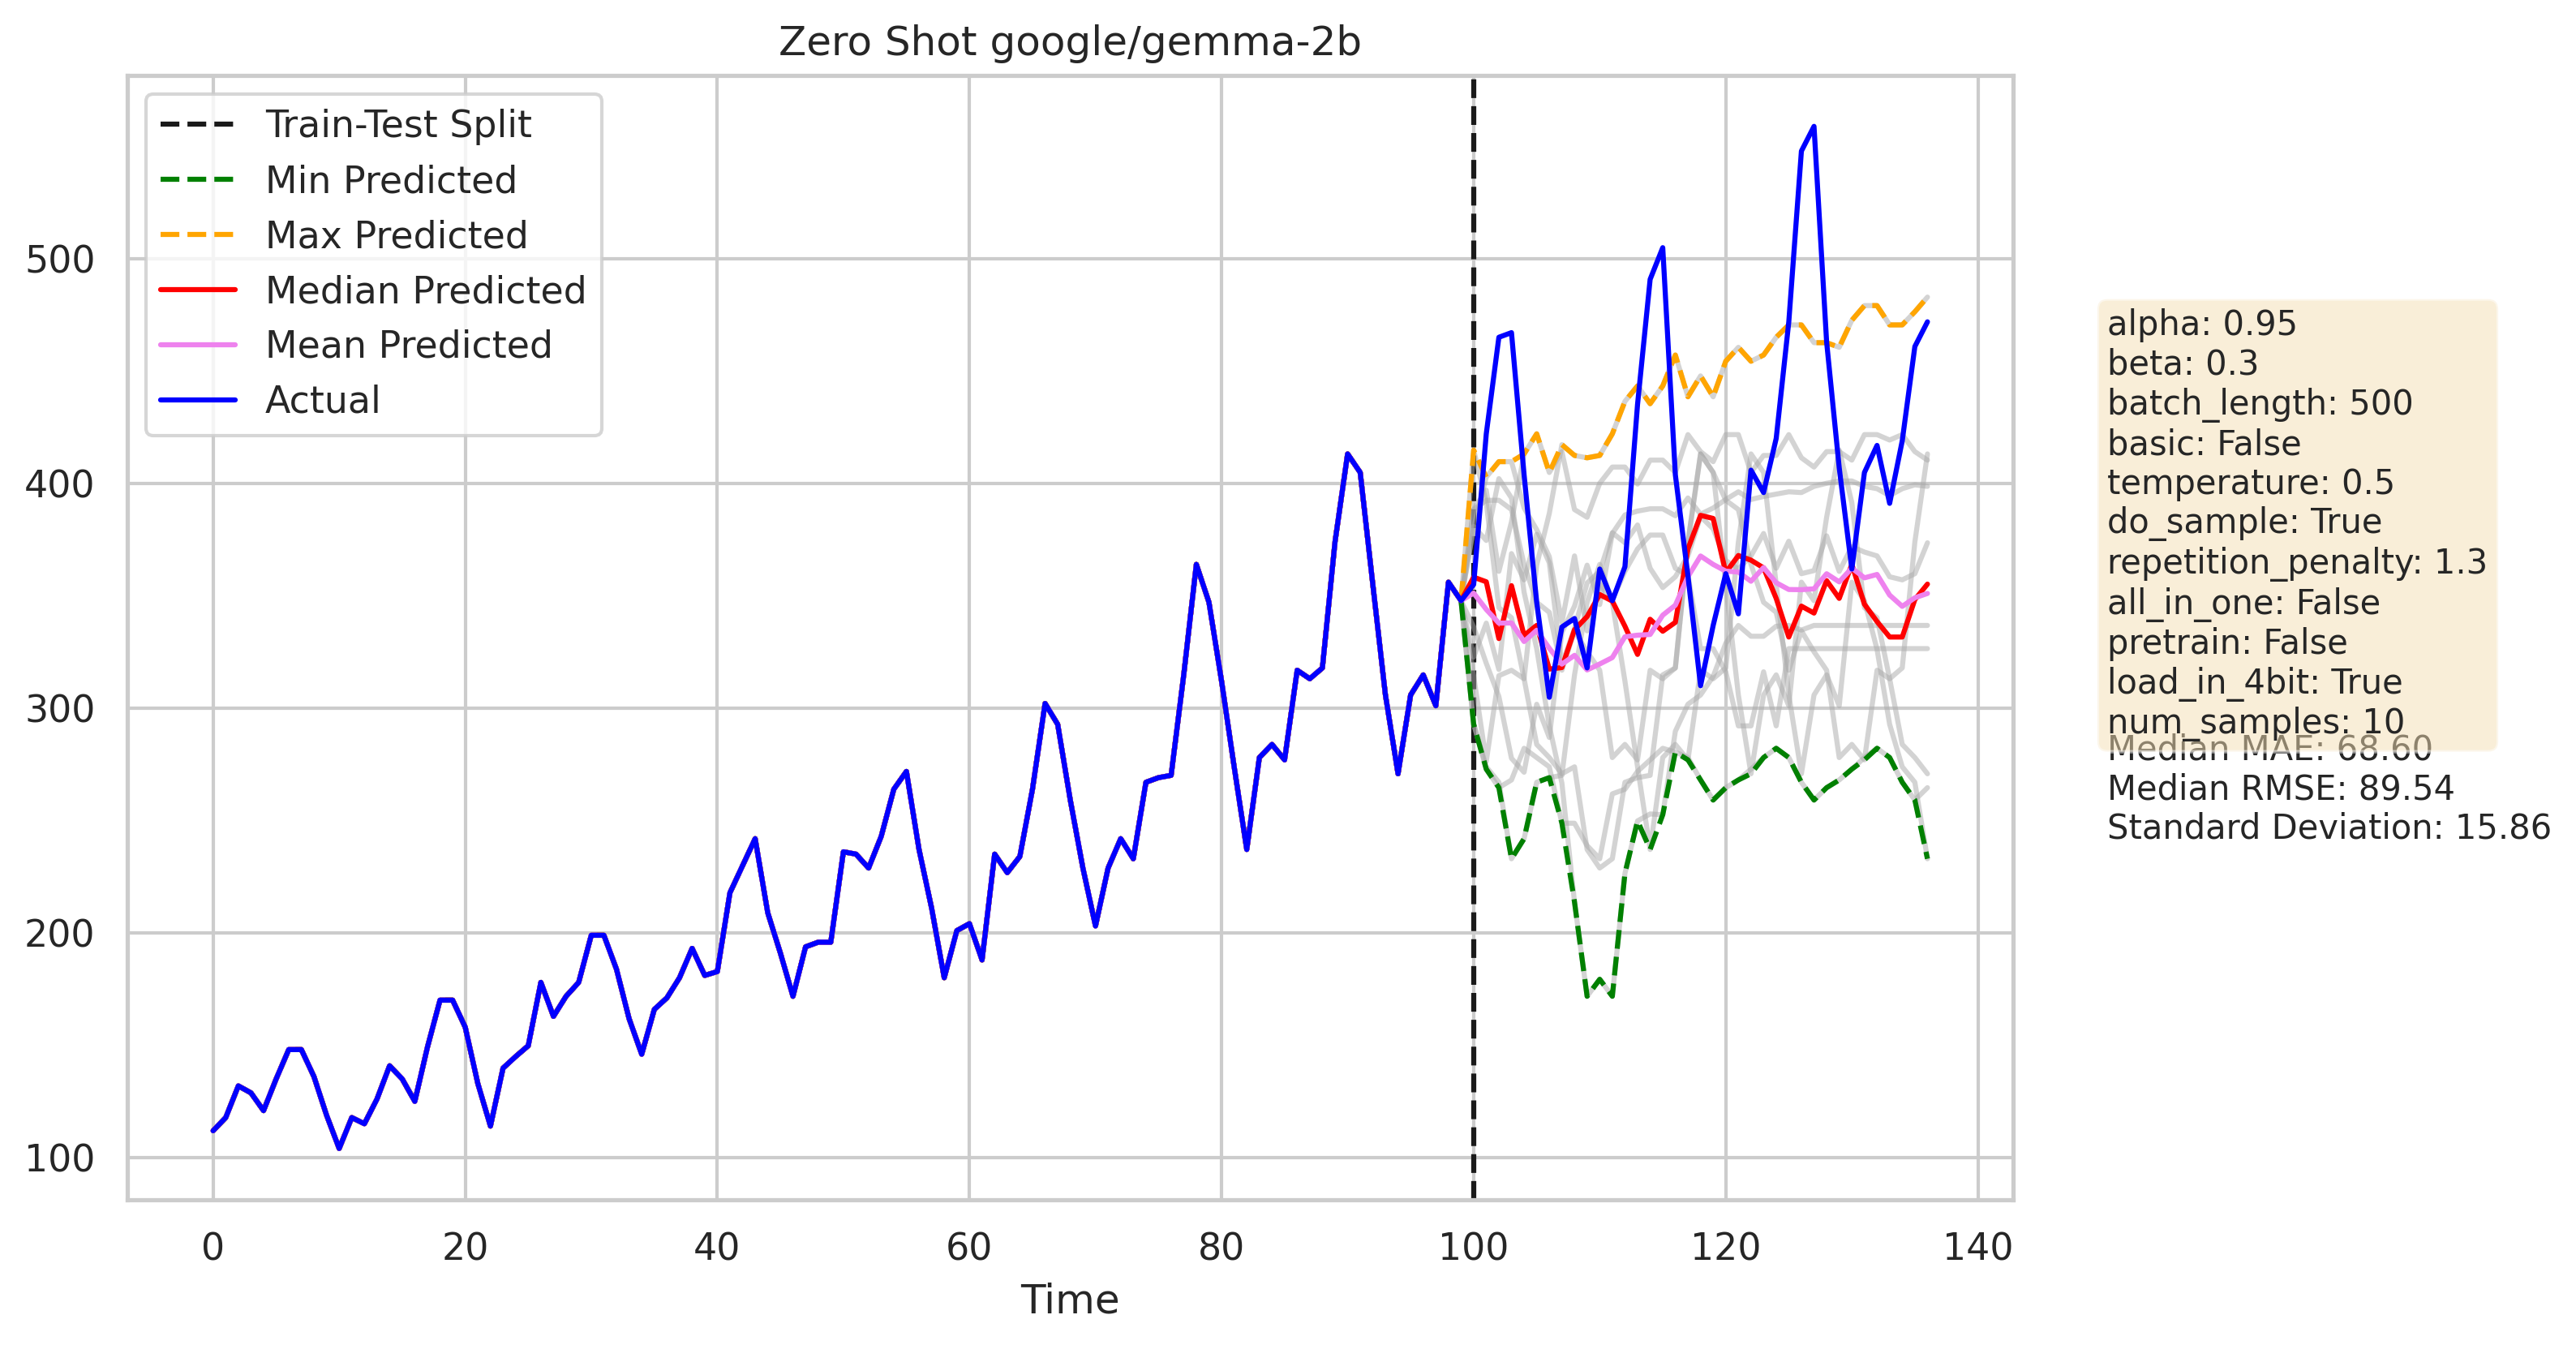 Zero Shot google/gemma-2b
Train-Test Split
Min Predicted
Max Predicted
Median Predicted
Mean Predicted
Actual
500
400
300
200
100
0 20 40 60 80 100 120 140
Time
alpha: 0.95
beta: 0.3
batch_length: 500
basic: False
temperature: 0.5
do_sample: True
repetition_penalty: 1.3
all_in_one: False
pretrain: False
load_in_4bit: True
num_samples: 10
Median MAE: 68.60
Median RMSE: 89.54
Standard Deviation: 15.86